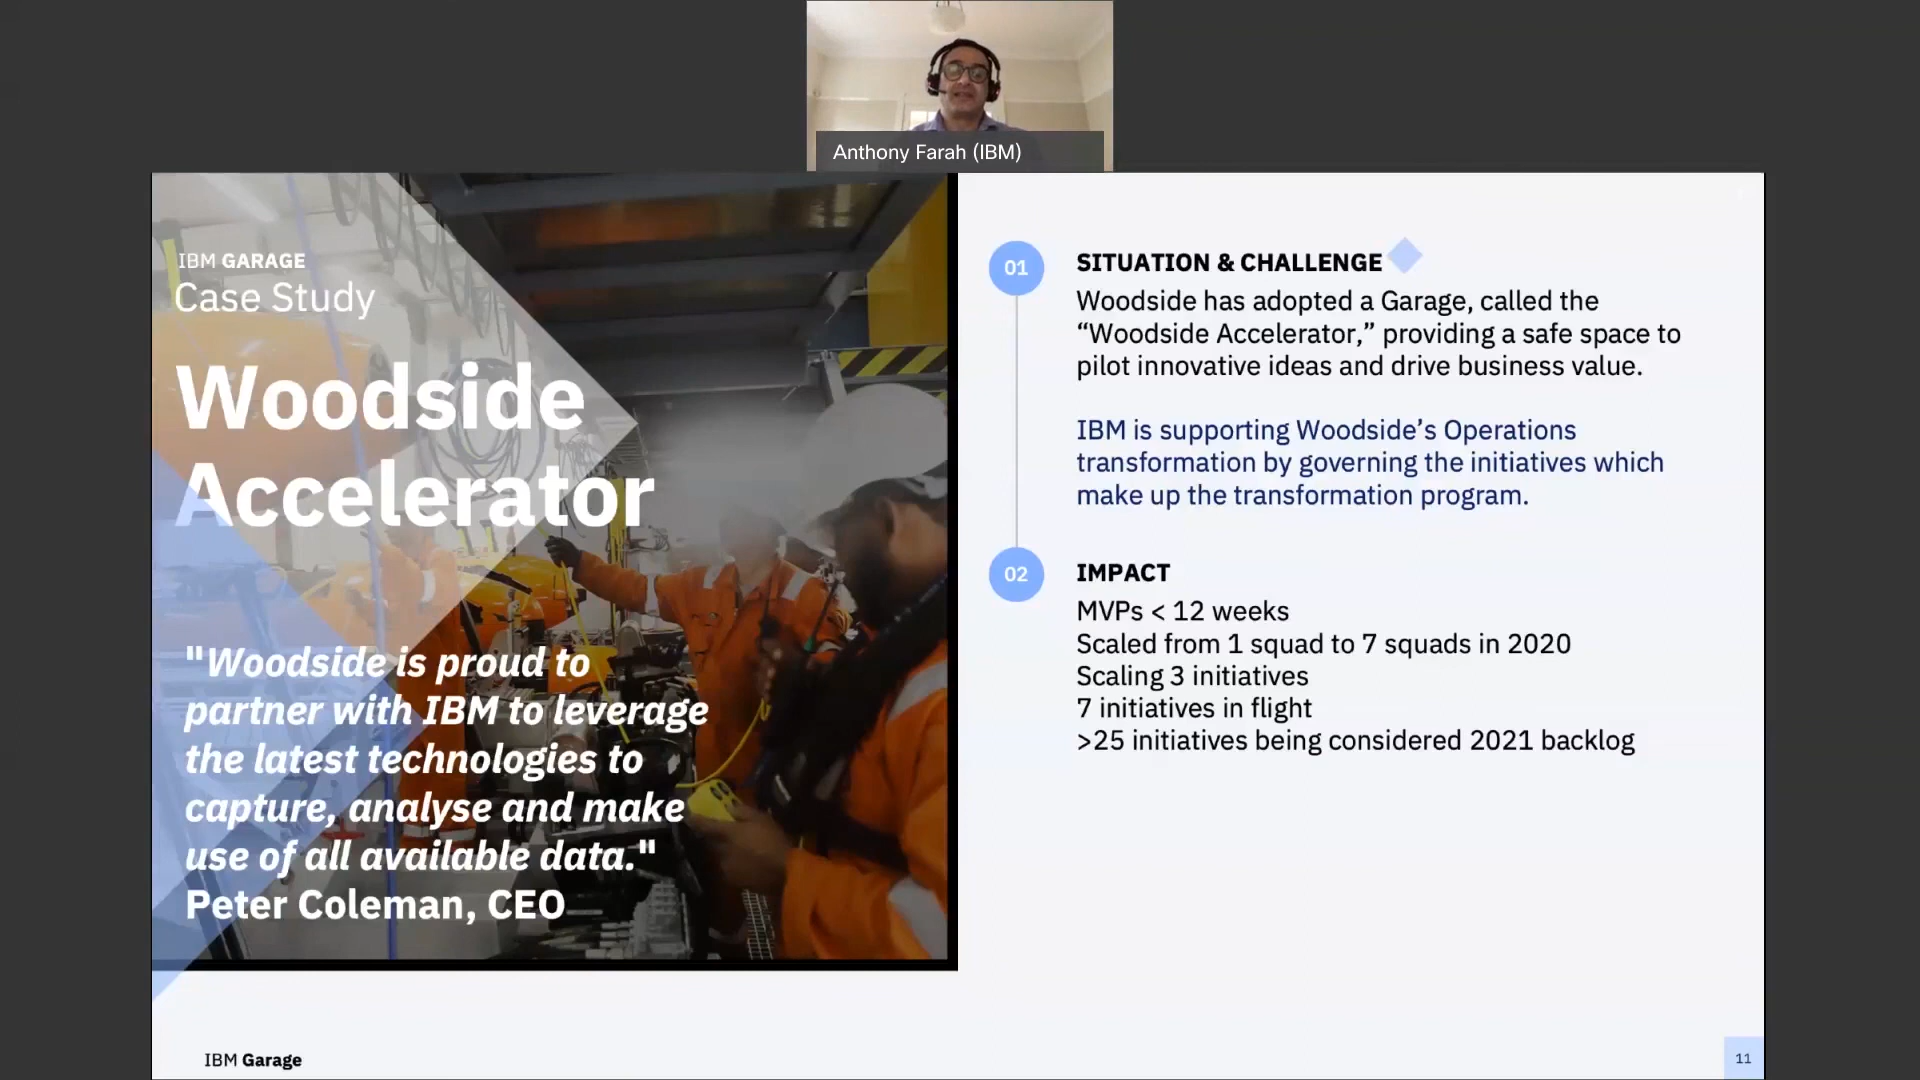 Anthony Farah (IBM)
IBM GARAGE
Case Study
Woodside
Accelerator
"Woodside is proud to
partner with IBM to leverage
the latest technologies to
capture, analyse and make
use of all available data."
Peter Coleman, CEO
01
SITUATION & CHALLENGE
Woodside has adopted a Garage, called the
“Woodside Accelerator,” providing a safe space to
pilot innovative ideas and drive business value.
IBM is supporting Woodside’s Operations
transformation by governing the initiatives which
make up the transformation program.
02
IMPACT
MVPs < 12 weeks
Scaled from 1 squad to 7 squads in 2020
Scaling 3 initiatives
7 initiatives in flight
>25 initiatives being considered 2021 backlog
IBM Garage
11